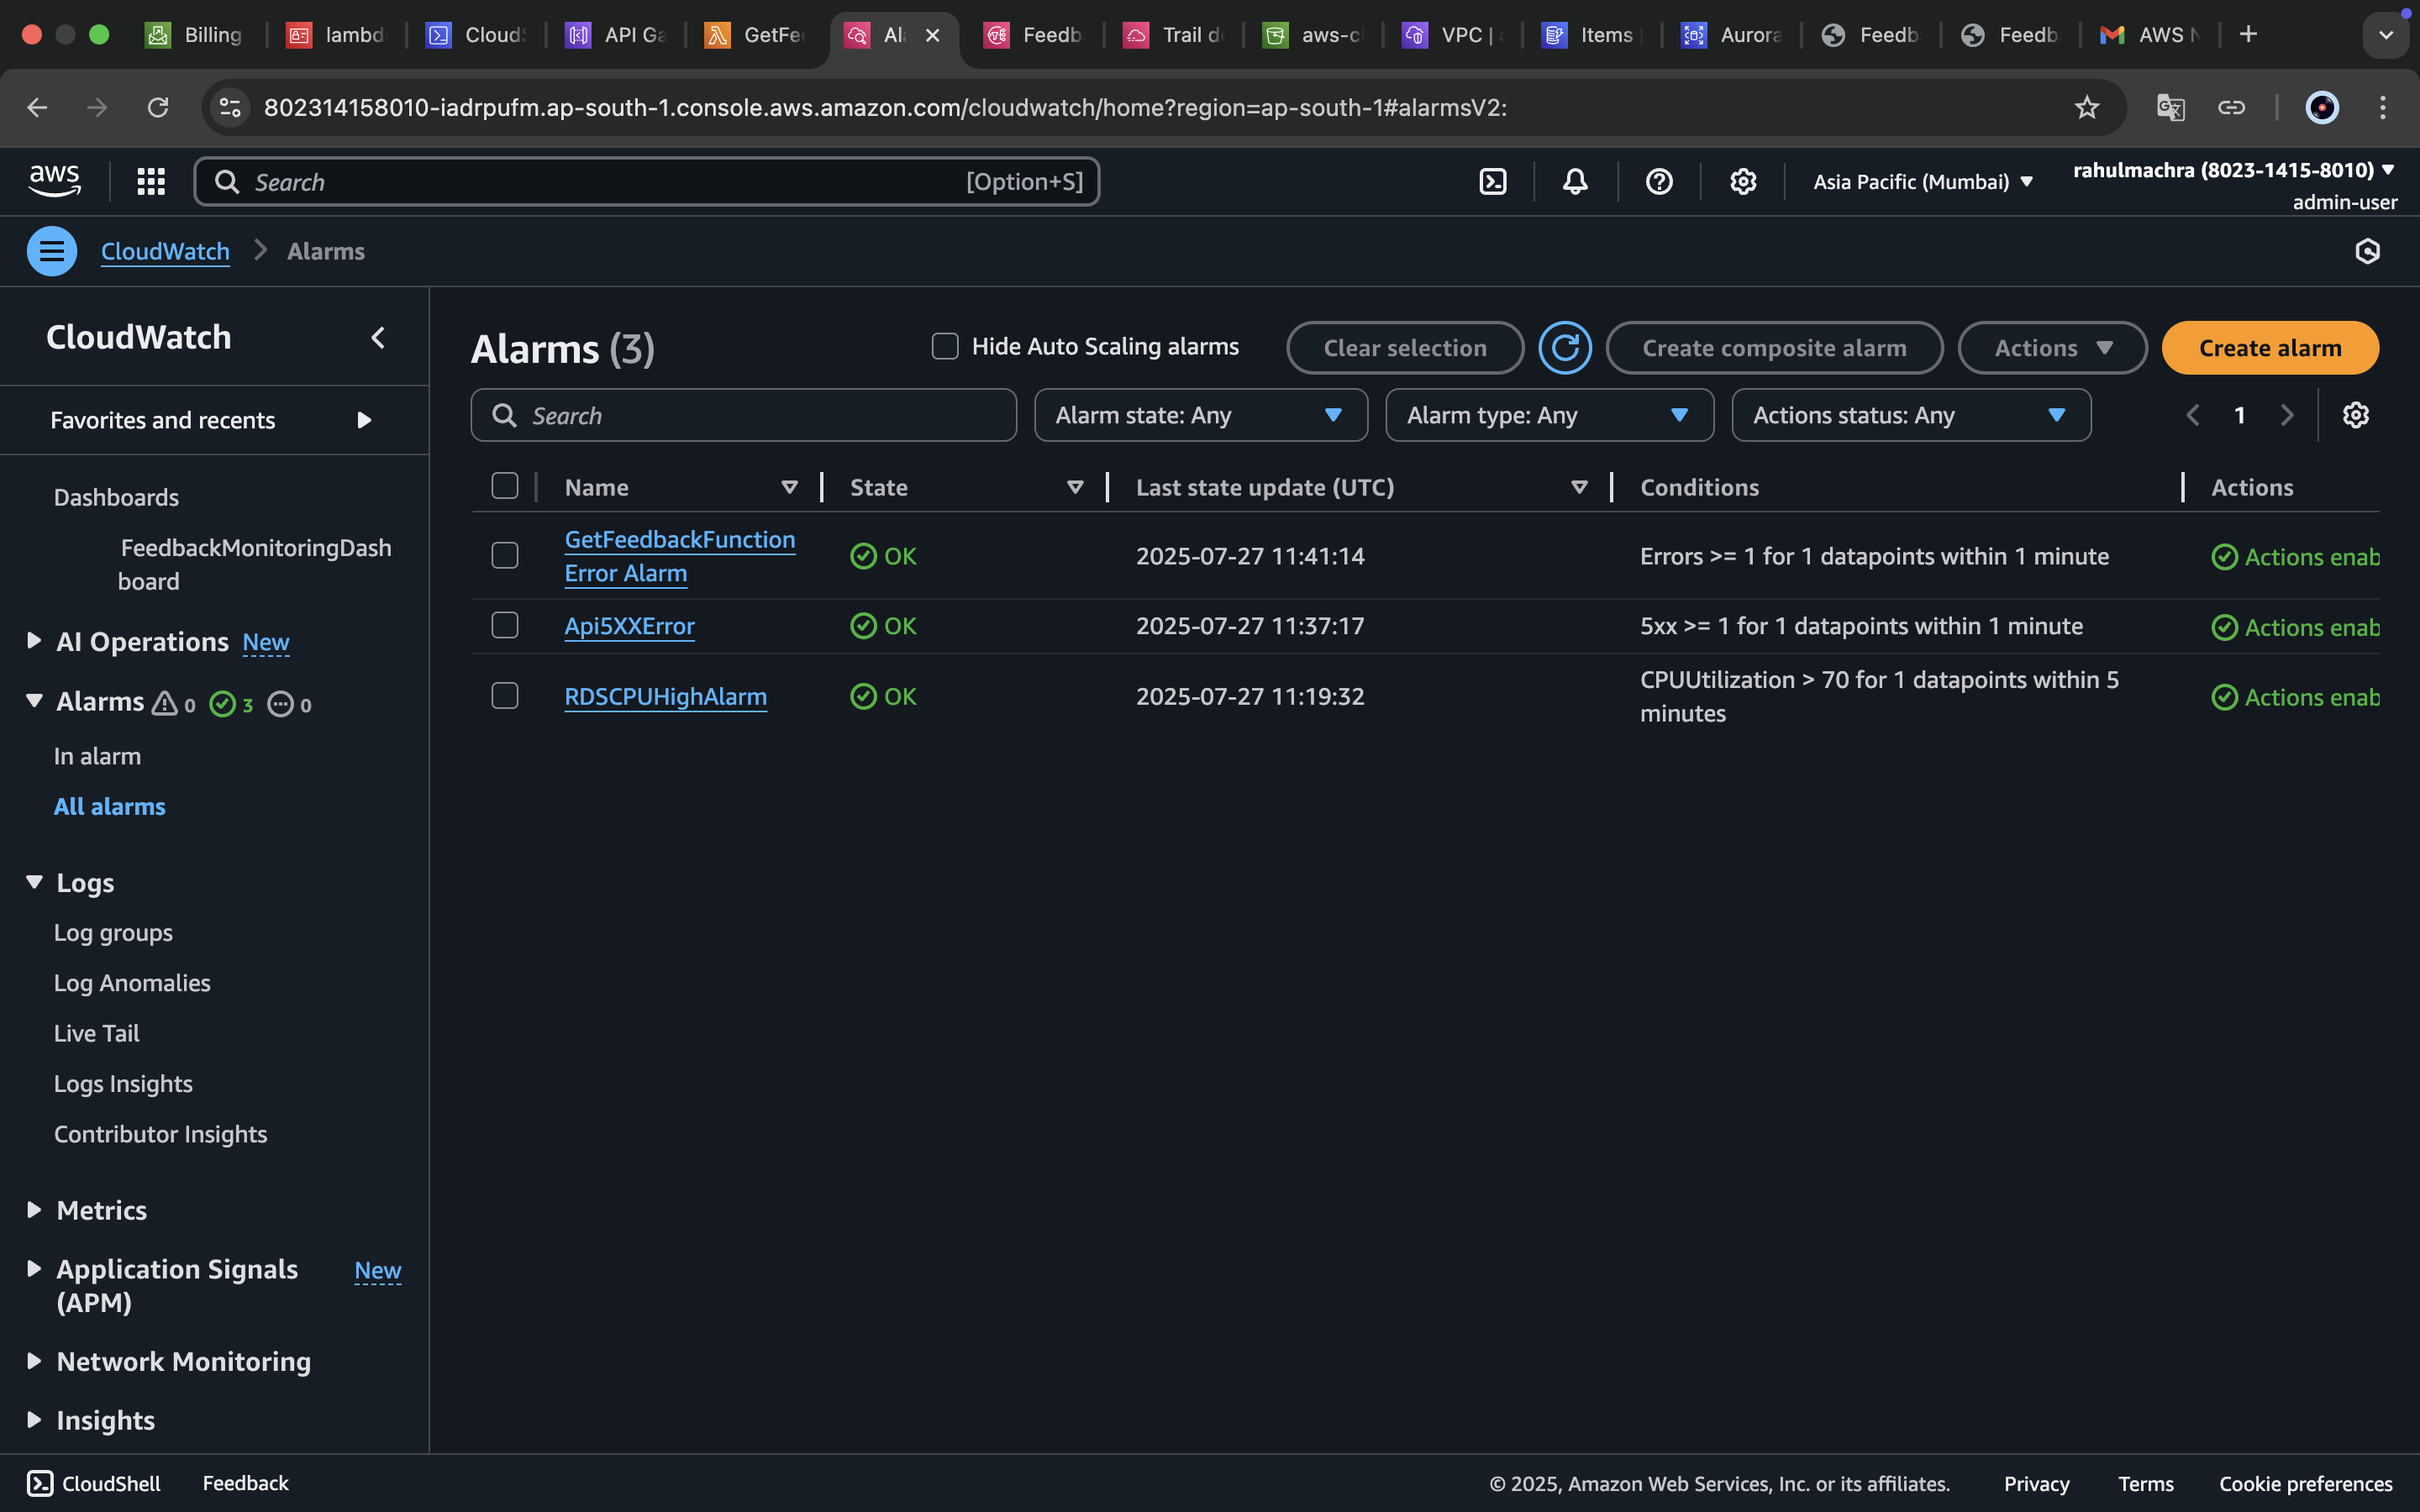 Billing
lambd
CloudS
API Ga
GetFee
Al
Feedb
Trail d
aws-cl
VPC |
Items
Aurora
Feedb
Feedb
AWS N
802314158010-iadrpufm.ap-south-1.console.aws.amazon.com/cloudwatch/home?region=ap-south-1#alarmsV2:
aws
Search
[Option+S]
Asia Pacific (Mumbai)
rahulmachra (8023-1415-8010)
admin-user
CloudWatch
Alarms
CloudWatch
Favorites and recents
Dashboards
FeedbackMonitoringDash
board
AI Operations New
Alarms 0 3 0
In alarm
All alarms
Logs
Log groups
Log Anomalies
Live Tail
Logs Insights
Contributor Insights
Metrics
Application Signals New
(APM)
Network Monitoring
Insights
Alarms (3)
Hide Auto Scaling alarms
Clear selection
Create composite alarm
Actions
Create alarm
Search
Alarm state: Any
Alarm type: Any
Actions status: Any
1
Name State Last state update (UTC) Conditions Actions
GetFeedbackFunction
Error Alarm
OK 2025-07-27 11:41:14 Errors >= 1 for 1 datapoints within 1 minute Actions enab
Api5XXError OK 2025-07-27 11:37:17 5xx >= 1 for 1 datapoints within 1 minute Actions enab
RDSCPUHighAlarm OK 2025-07-27 11:19:32 CPUUtilization > 70 for 1 datapoints within 5
minutes
Actions enab
CloudShell Feedback © 2025, Amazon Web Services, Inc. or its affiliates. Privacy Terms Cookie preferences